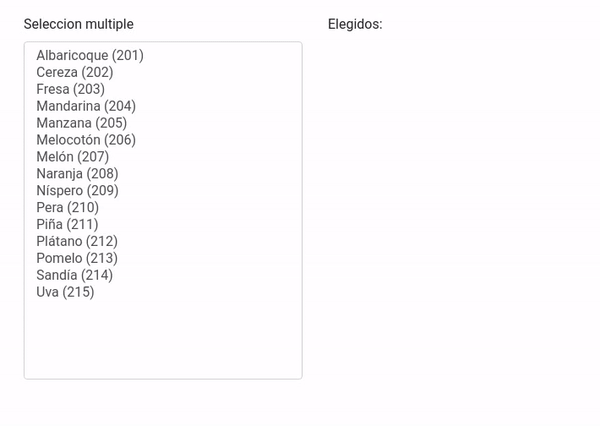 Seleccion multiple
Elegidos:
Albaricoque (201)
Cereza (202)
Fresa (203)
Mandarina (204)
Manzana (205)
Melocotón (206)
Melón (207)
Naranja (208)
Níspero (209)
Pera (210)
Piña (211)
Plátano (212)
Pomelo (213)
Sandía (214)
Uva (215)